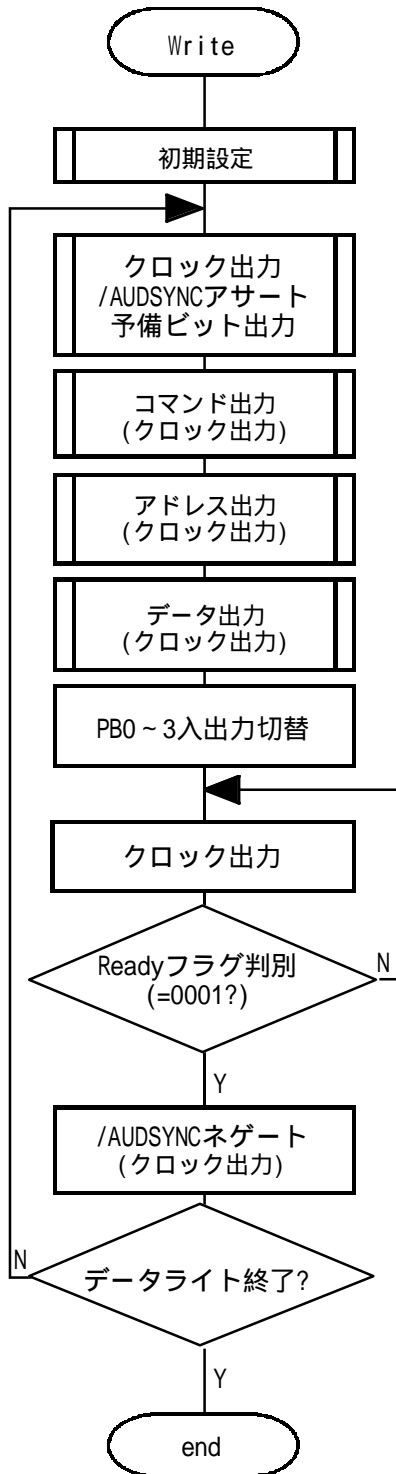 Write
初期設定
クロック出力
/AUDSYNCアサート
予備ビット出力
コマンド出力
(クロック出力)
アドレス出力
(クロック出力)
データ出力
(クロック出力)
PB0～3入出力切替
クロック出力
Readyフラグ判別
(=0001?)
N
Y
/AUDSYNCネゲート
(クロック出力)
N
データライト終了?
Y
end